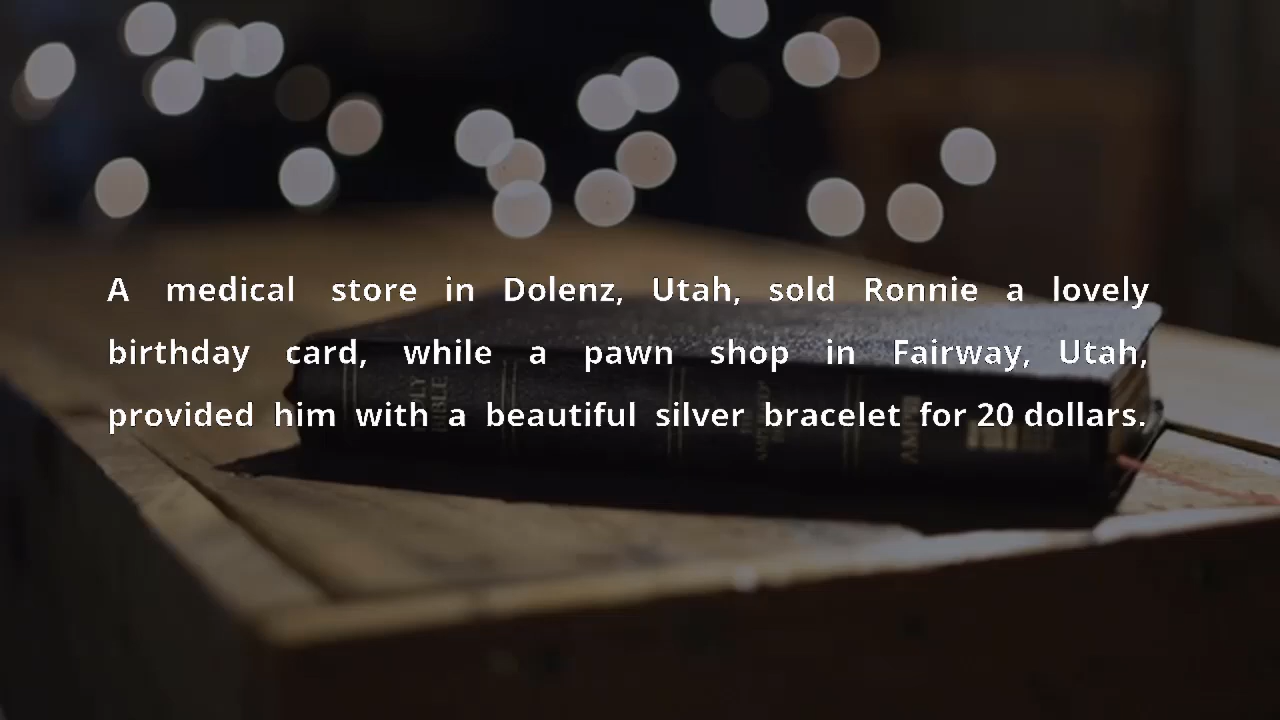 A medical store in Dolenz, Utah, sold Ronnie a lovely
birthday card, while a pawn shop in Fairway, Utah,
provided him with a beautiful silver bracelet for 20 dollars.
BIBLE